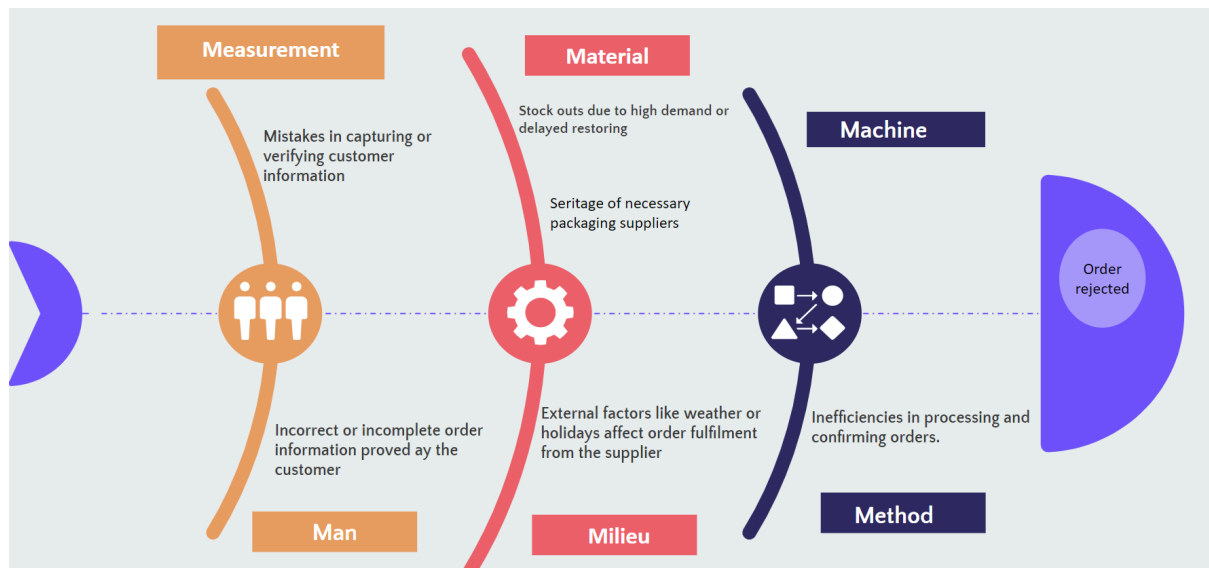 Measurement
Mistakes in capturing or
verifying customer
information
Material
Stock outs due to high demand or
delayed restoring
Seritage of necessary
packaging suppliers
Machine
Order
rejected
Incorrect or incomplete order
information proved ay the
customer
Man
External factors like weather or
holidays affect order fulfilment
from the supplier
Milieu
Inefficiencies in processing and
confirming orders.
Method